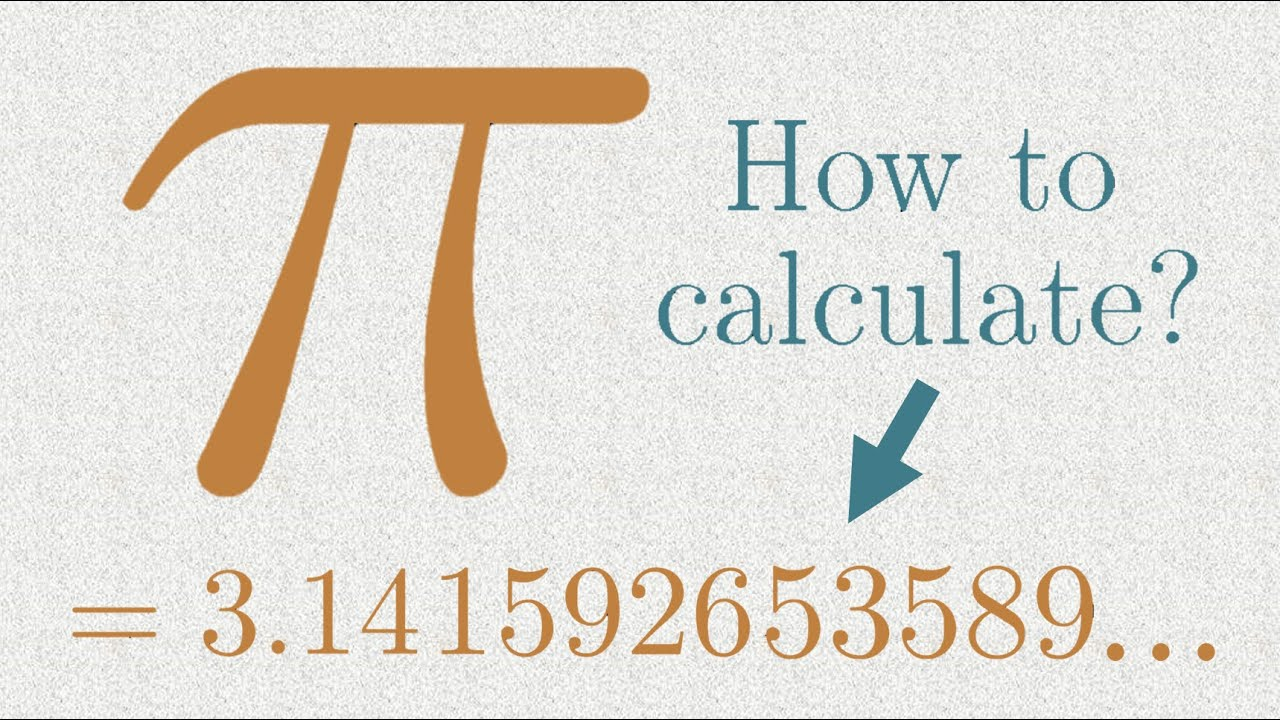 π
How to
calculate?
= 3.141592653589...